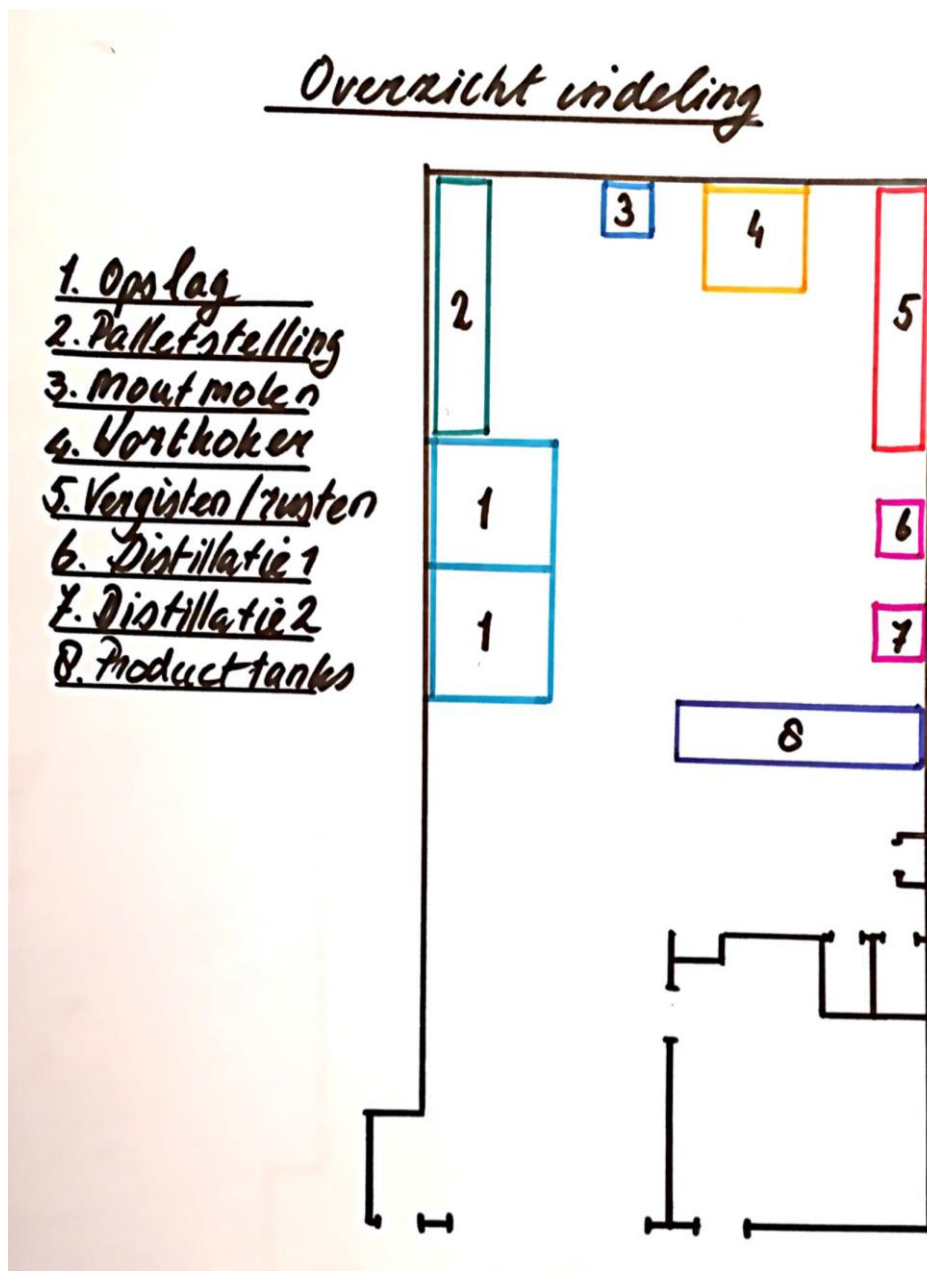 Overzicht indeling
1. Opslag
2. Palletstelling
3. Moutmolen
4. Wortkoker
5. Vergisten/rusten
6. Distillatie 1
7. Distillatie 2
8. Producttanks
3
4
2
5
1
6
1
7
8